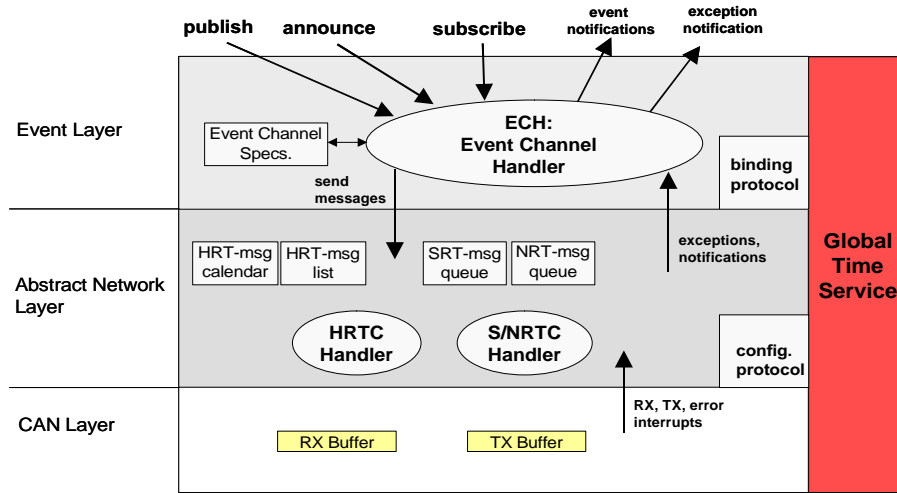 publish
announce
subscribe
event
notifications
exception
notification
Event Layer
Event Channel
Specs.
ECH:
Event Channel
Handler
binding
protocol
send
messages
Abstract Network
Layer
HRT-msg
calendar
HRT-msg
list
SRT-msg
queue
NRT-msg
queue
exceptions,
notifications
Global
Time
Service
HRTC
Handler
S/NRTC
Handler
config.
protocol
CAN Layer
RX, TX, error
interrupts
RX Buffer
TX Buffer